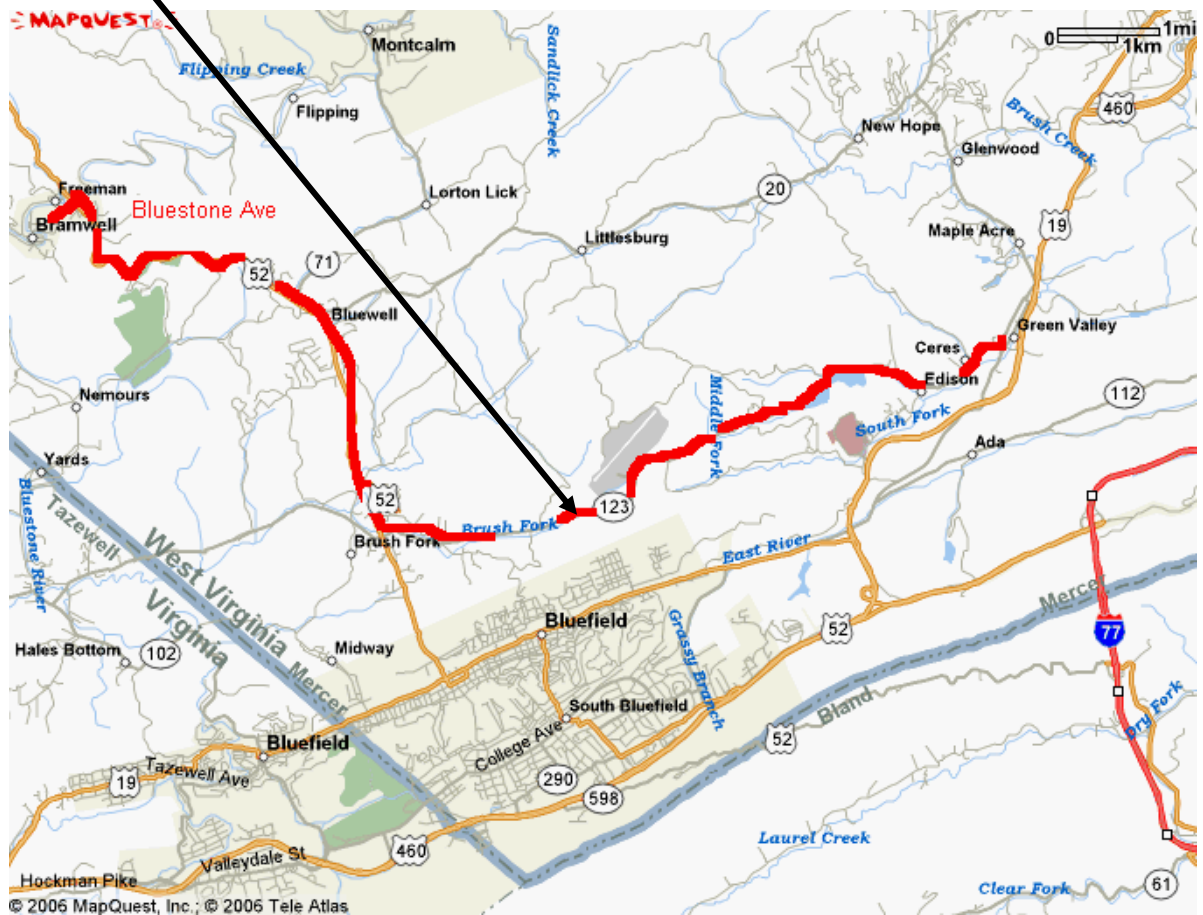 MAPQUEST
0 1mi
1km
Montcalm
Flipping Creek
Sandlick Creek
Flipping
460
Brush Creek
New Hope
Glenwood
Freeman
Lorton Lick
20
Bluestone Ave
Bramwell
19
Maple Acre
Littlesburg
71
52
Bluewell
Green Valley
Ceres
Edison
Nemours
Middle Fork
112
South Fork
Ada
Yards
52
123
Brush Fork
Brush Fork
Tazewell
West Virginia
Bluestone River
Virginia
Mercer
East River
Mercer
Bluefield
Grassy Branch
52
77
Hales Bottom
102
Midway
South Bluefield
Bland
Dry Fork
College Ave
52
Bluefield
Tazewell Ave
19
290
598
Laurel Creek
460
Valleydale St
Hockman Pike
Clear Fork
61
© 2006 MapQuest, Inc.; © 2006 Tele Atlas